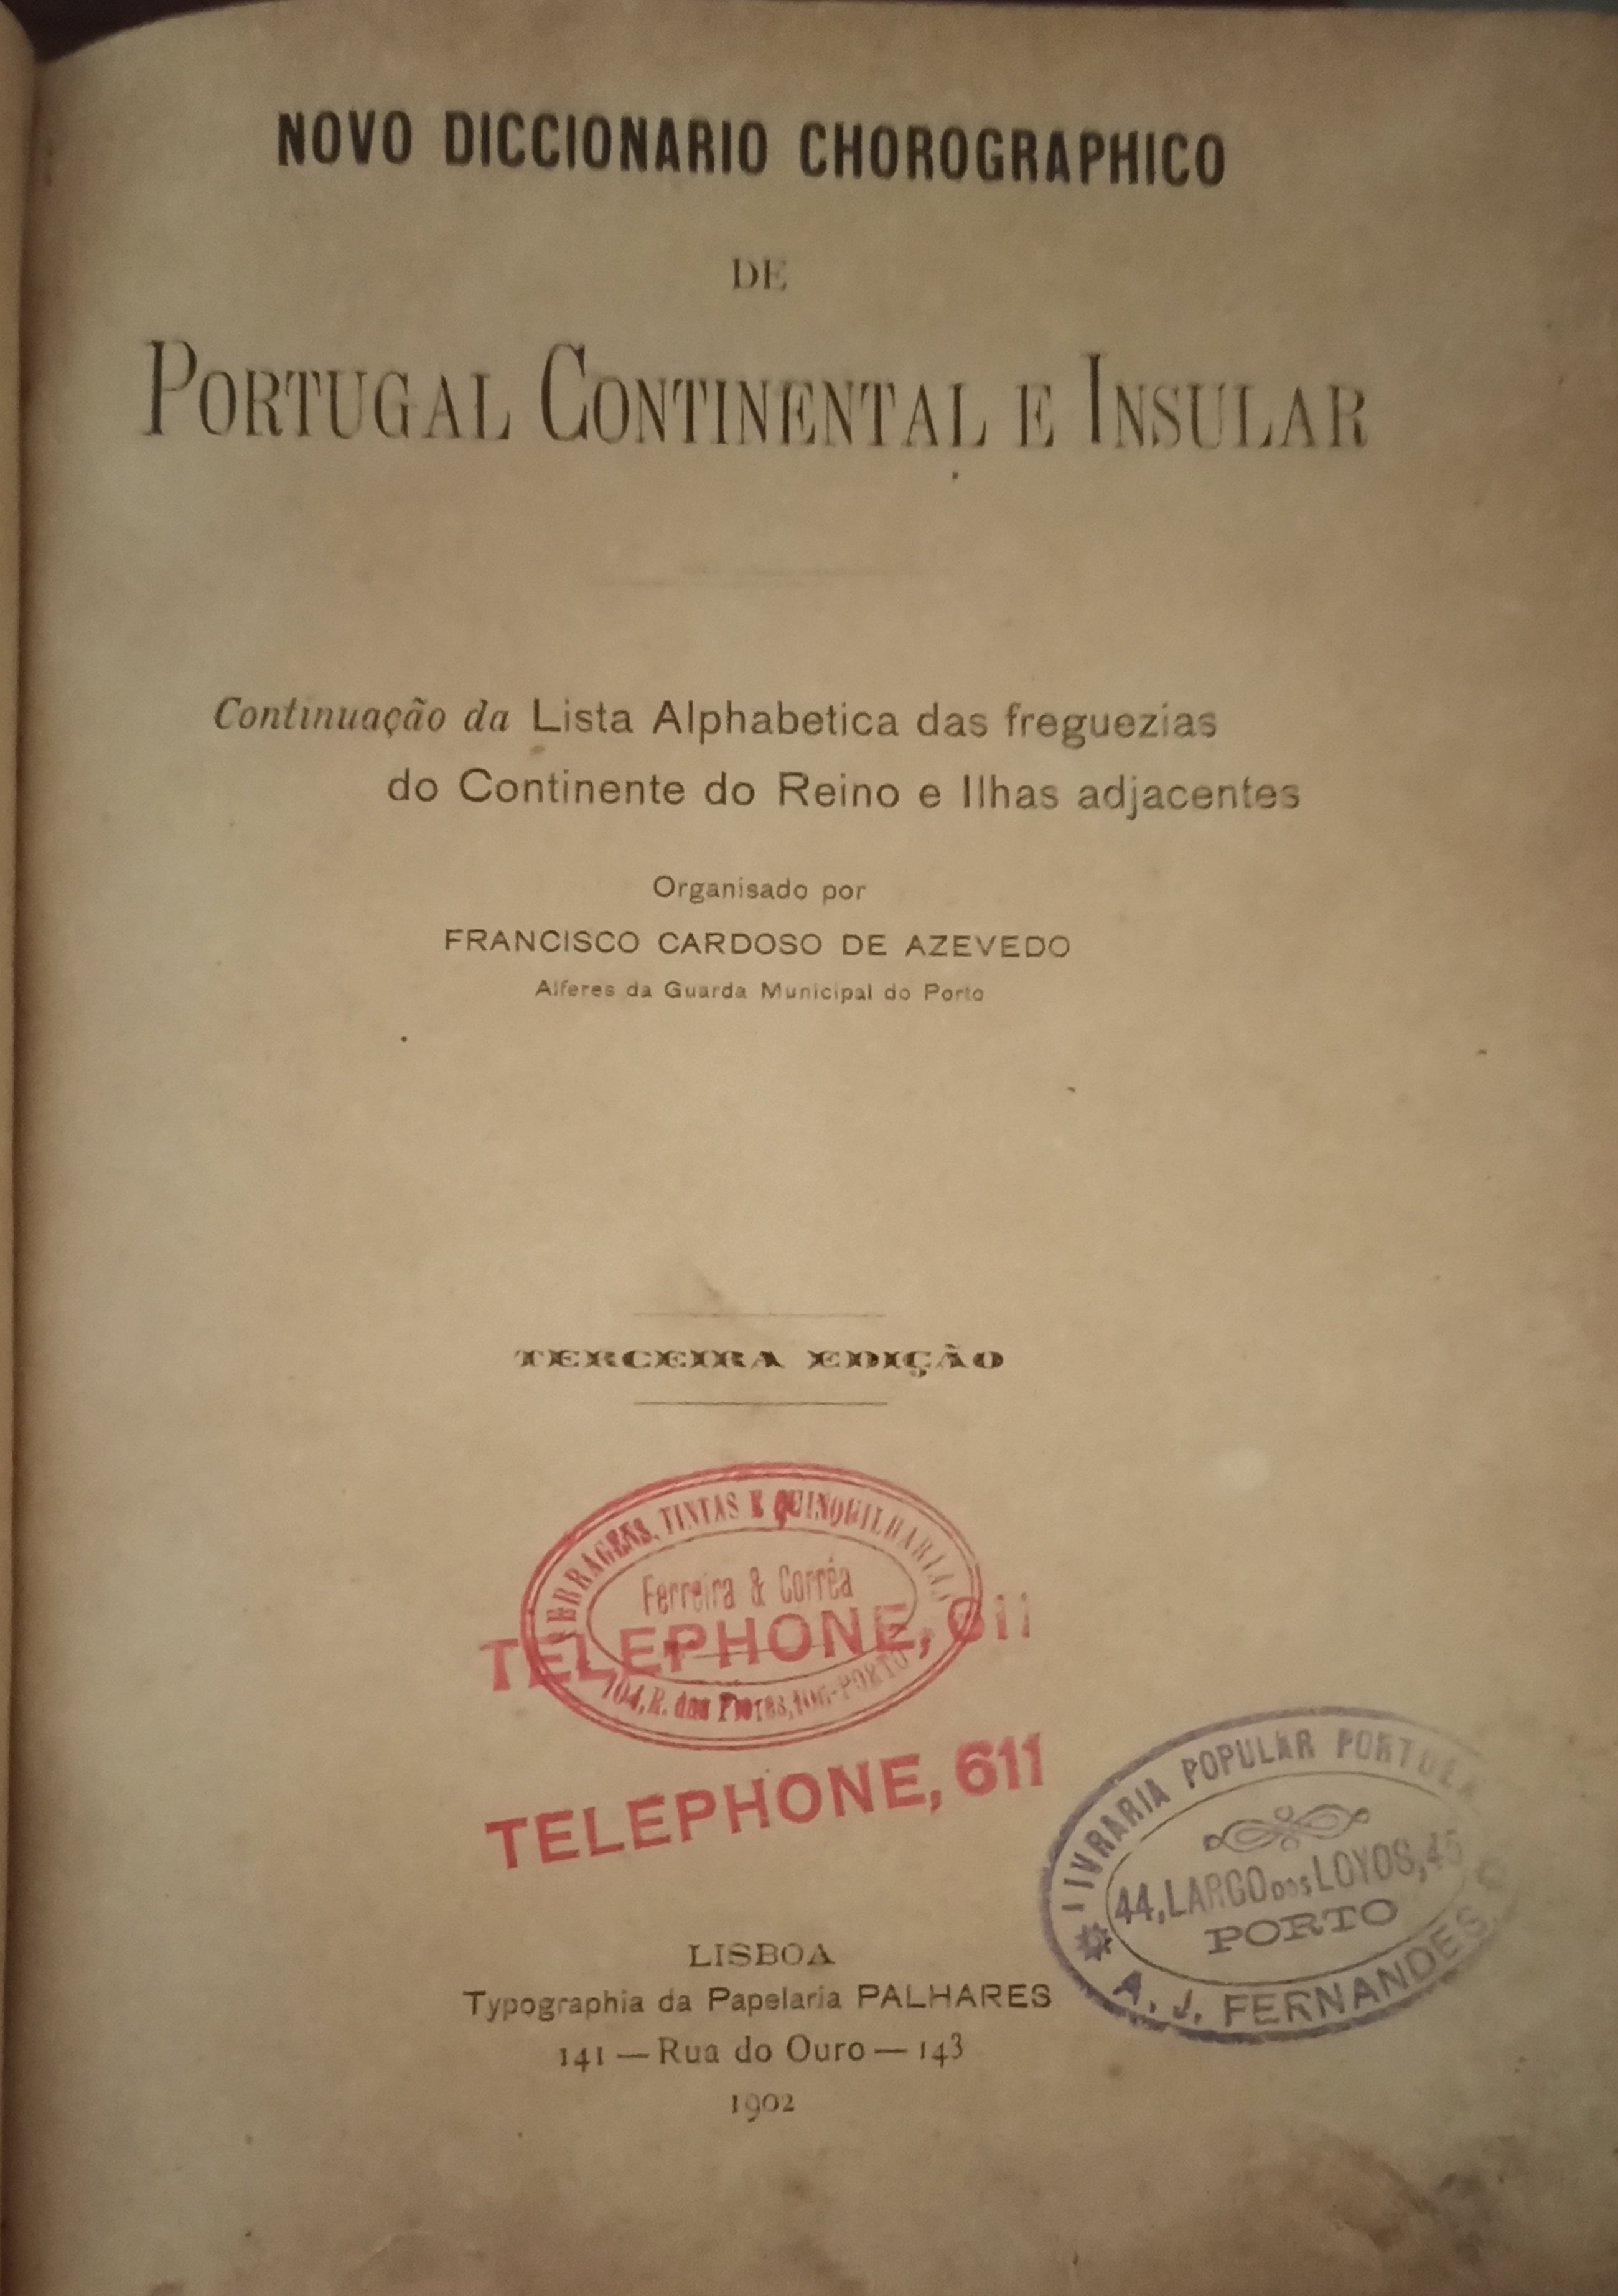 NOVO DICCIONARIO CHOROGRAPHICO
DE
PORTUGAL CONTINENTAL E INSULAR
Continuação da Lista Alphabetica das freguezias
do Continente do Reino e Ilhas adjacentes
Organisado por
FRANCISCO CARDOSO DE AZEVEDO
Alferes da Guarda Municipal do Porto
TERCEIRA EDIÇÃO
FERRAGENS, TINTAS E QUINQUILHARIAS
Ferreira & Corrêa
TELEPHONE, 611
104, R. das Flores, PORTO
TELEPHONE, 611
LIVRARIA POPULAR
44, LARGO DOS LOYOS, 45
PORTO
A. J. FERNANDES
LISBOA
Typographia da Papelaria PALHARES
141 — Rua do Ouro — 143
1902